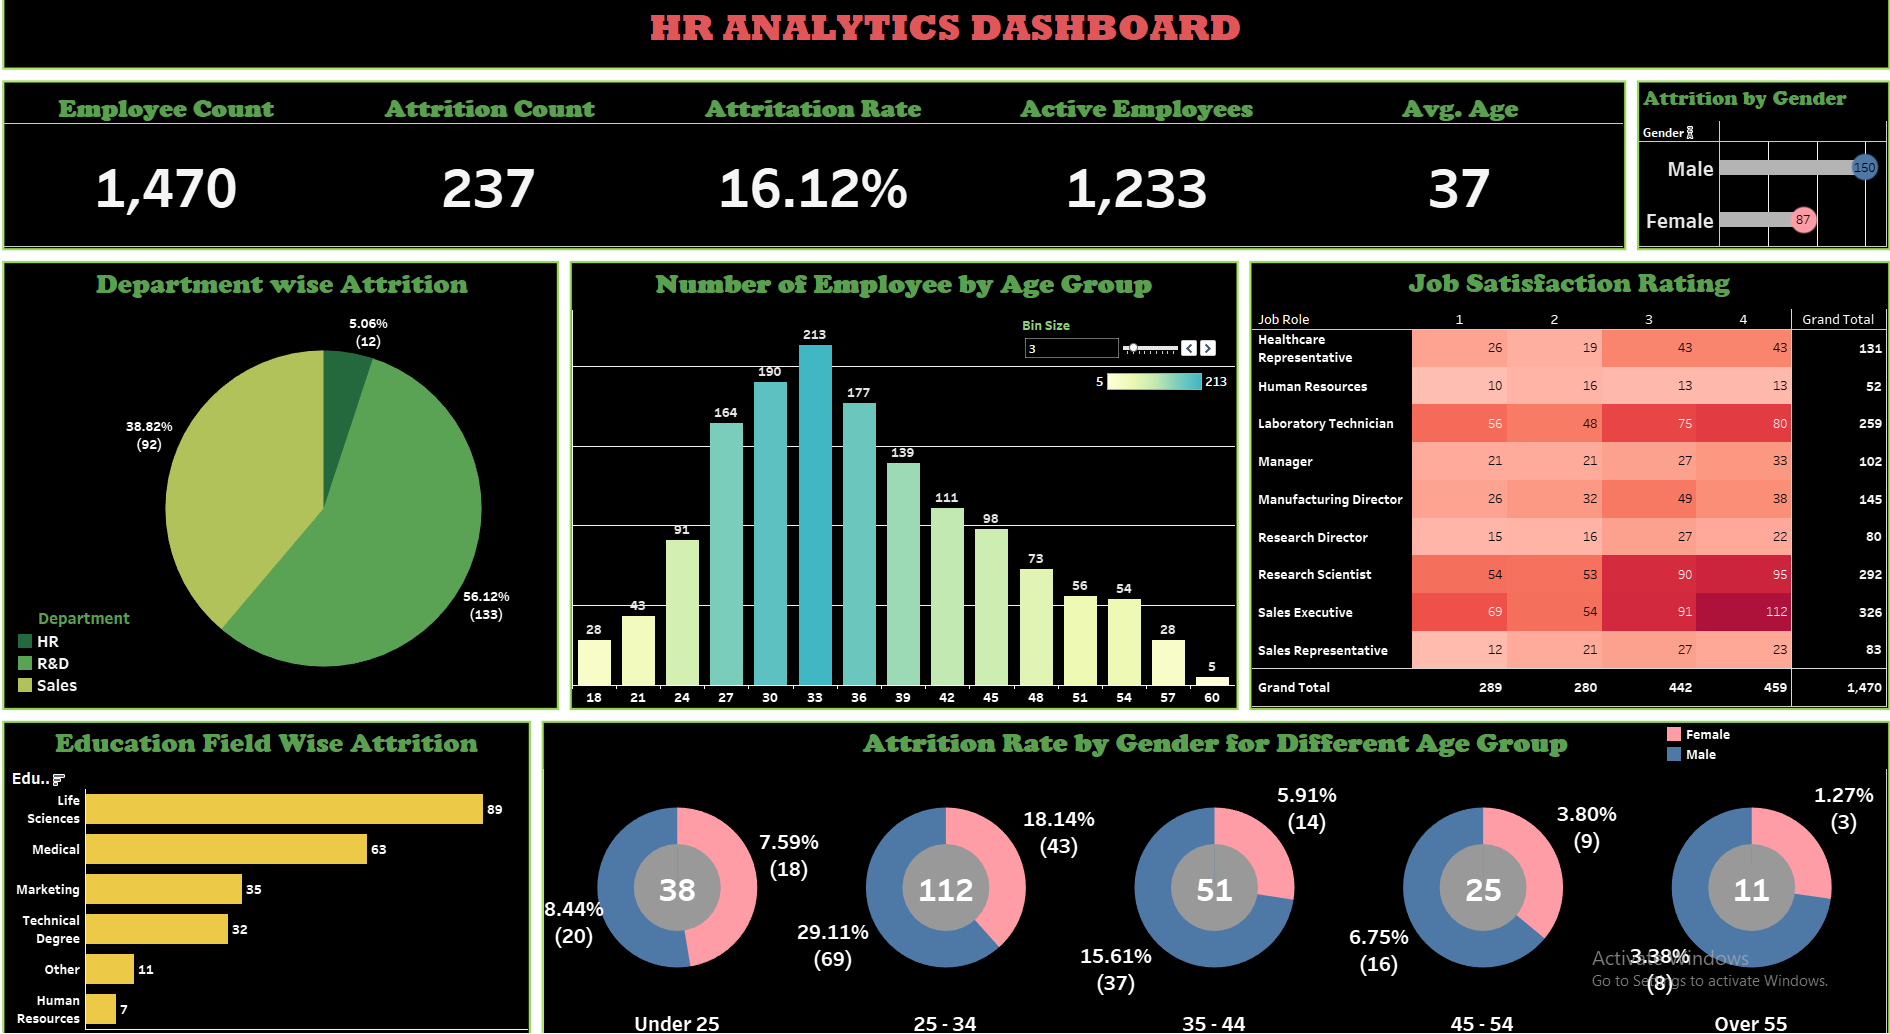 HR ANALYTICS DASHBOARD
Employee Count Attrition Count Attritation Rate Active Employees Avg. Age
1,470 237 16.12% 1,233 37
Attrition by Gender
Gender
Male 150
Female 87
Department wise Attrition
5.06%
(12)
38.82%
(92)
56.12%
(133)
Department
HR
R&D
Sales
Number of Employee by Age Group
Bin Size
3
5 213
28 43 91 164 190 213 177 139 111 98 73 56 54 28 5
18 21 24 27 30 33 36 39 42 45 48 51 54 57 60
Job Satisfaction Rating
Job Role 1 2 3 4 Grand Total
Healthcare
Representative 26 19 43 43 131
Human Resources 10 16 13 13 52
Laboratory Technician 56 48 75 80 259
Manager 21 21 27 33 102
Manufacturing Director 26 32 49 38 145
Research Director 15 16 27 22 80
Research Scientist 54 53 90 95 292
Sales Executive 69 54 91 112 326
Sales Representative 12 21 27 23 83
Grand Total 289 280 442 459 1,470
Education Field Wise Attrition
Edu..
Life
Sciences 89
Medical 63
Marketing 35
Technical
Degree 32
Other 11
Human
Resources 7
Attrition Rate by Gender for Different Age Group
Female
Male
7.59%
(18)
38
8.44%
(20)
Under 25
18.14%
(43)
112
29.11%
(69)
25 - 34
5.91%
(14)
51
15.61%
(37)
35 - 44
3.80%
(9)
25
6.75%
(16)
45 - 54
1.27%
(3)
11
3.38%
(8)
Over 55
Activate Windows
Go to Settings to activate Windows.